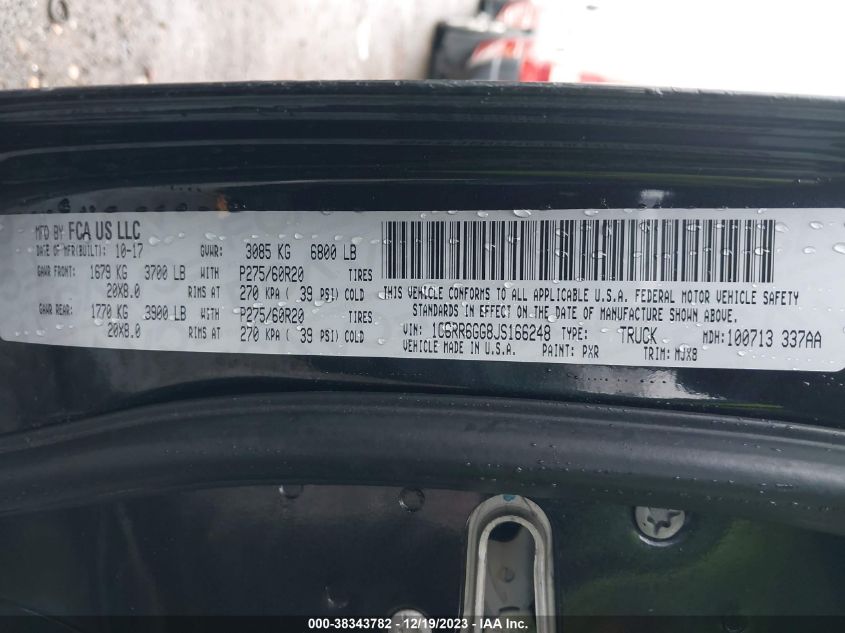 MFD BY FCA US LLC
DATE OF MFR(BUILT): 10-17 GVWR: 3085 KG 6800 LB
GAWR FRONT: 1679 KG 3700 LB WITH P275/60R20 TIRES
20X8.0 RIMS AT 270 KPA ( 39 PSI) COLD
GAWR REAR: 1770 KG 3900 LB WITH P275/60R20 TIRES
20X8.0 RIMS AT 270 KPA ( 39 PSI) COLD
THIS VEHICLE CONFORMS TO ALL APPLICABLE U.S.A. FEDERAL MOTOR VEHICLE SAFETY
STANDARDS IN EFFECT ON THE DATE OF MANUFACTURE SHOWN ABOVE.
VIN: 1C6RR6GG8JS166248 TYPE: TRUCK MDH: 100713 337AA
VEHICLE MADE IN U.S.A. PAINT: PXR TRIM: MJX8
000-38343782 - 12/19/2023 - IAA Inc.